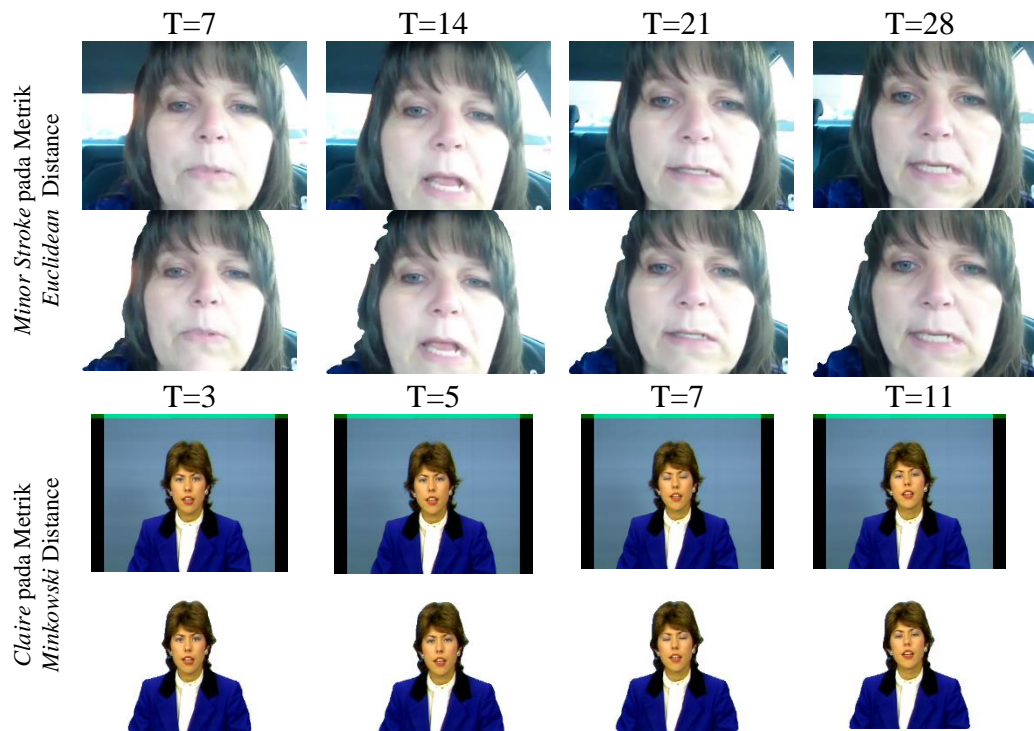 T=7 T=14 T=21 T=28
Minor Stroke pada Metrik
Euclidean Distance
T=3 T=5 T=7 T=11
Claire pada Metrik
Minkowski Distance